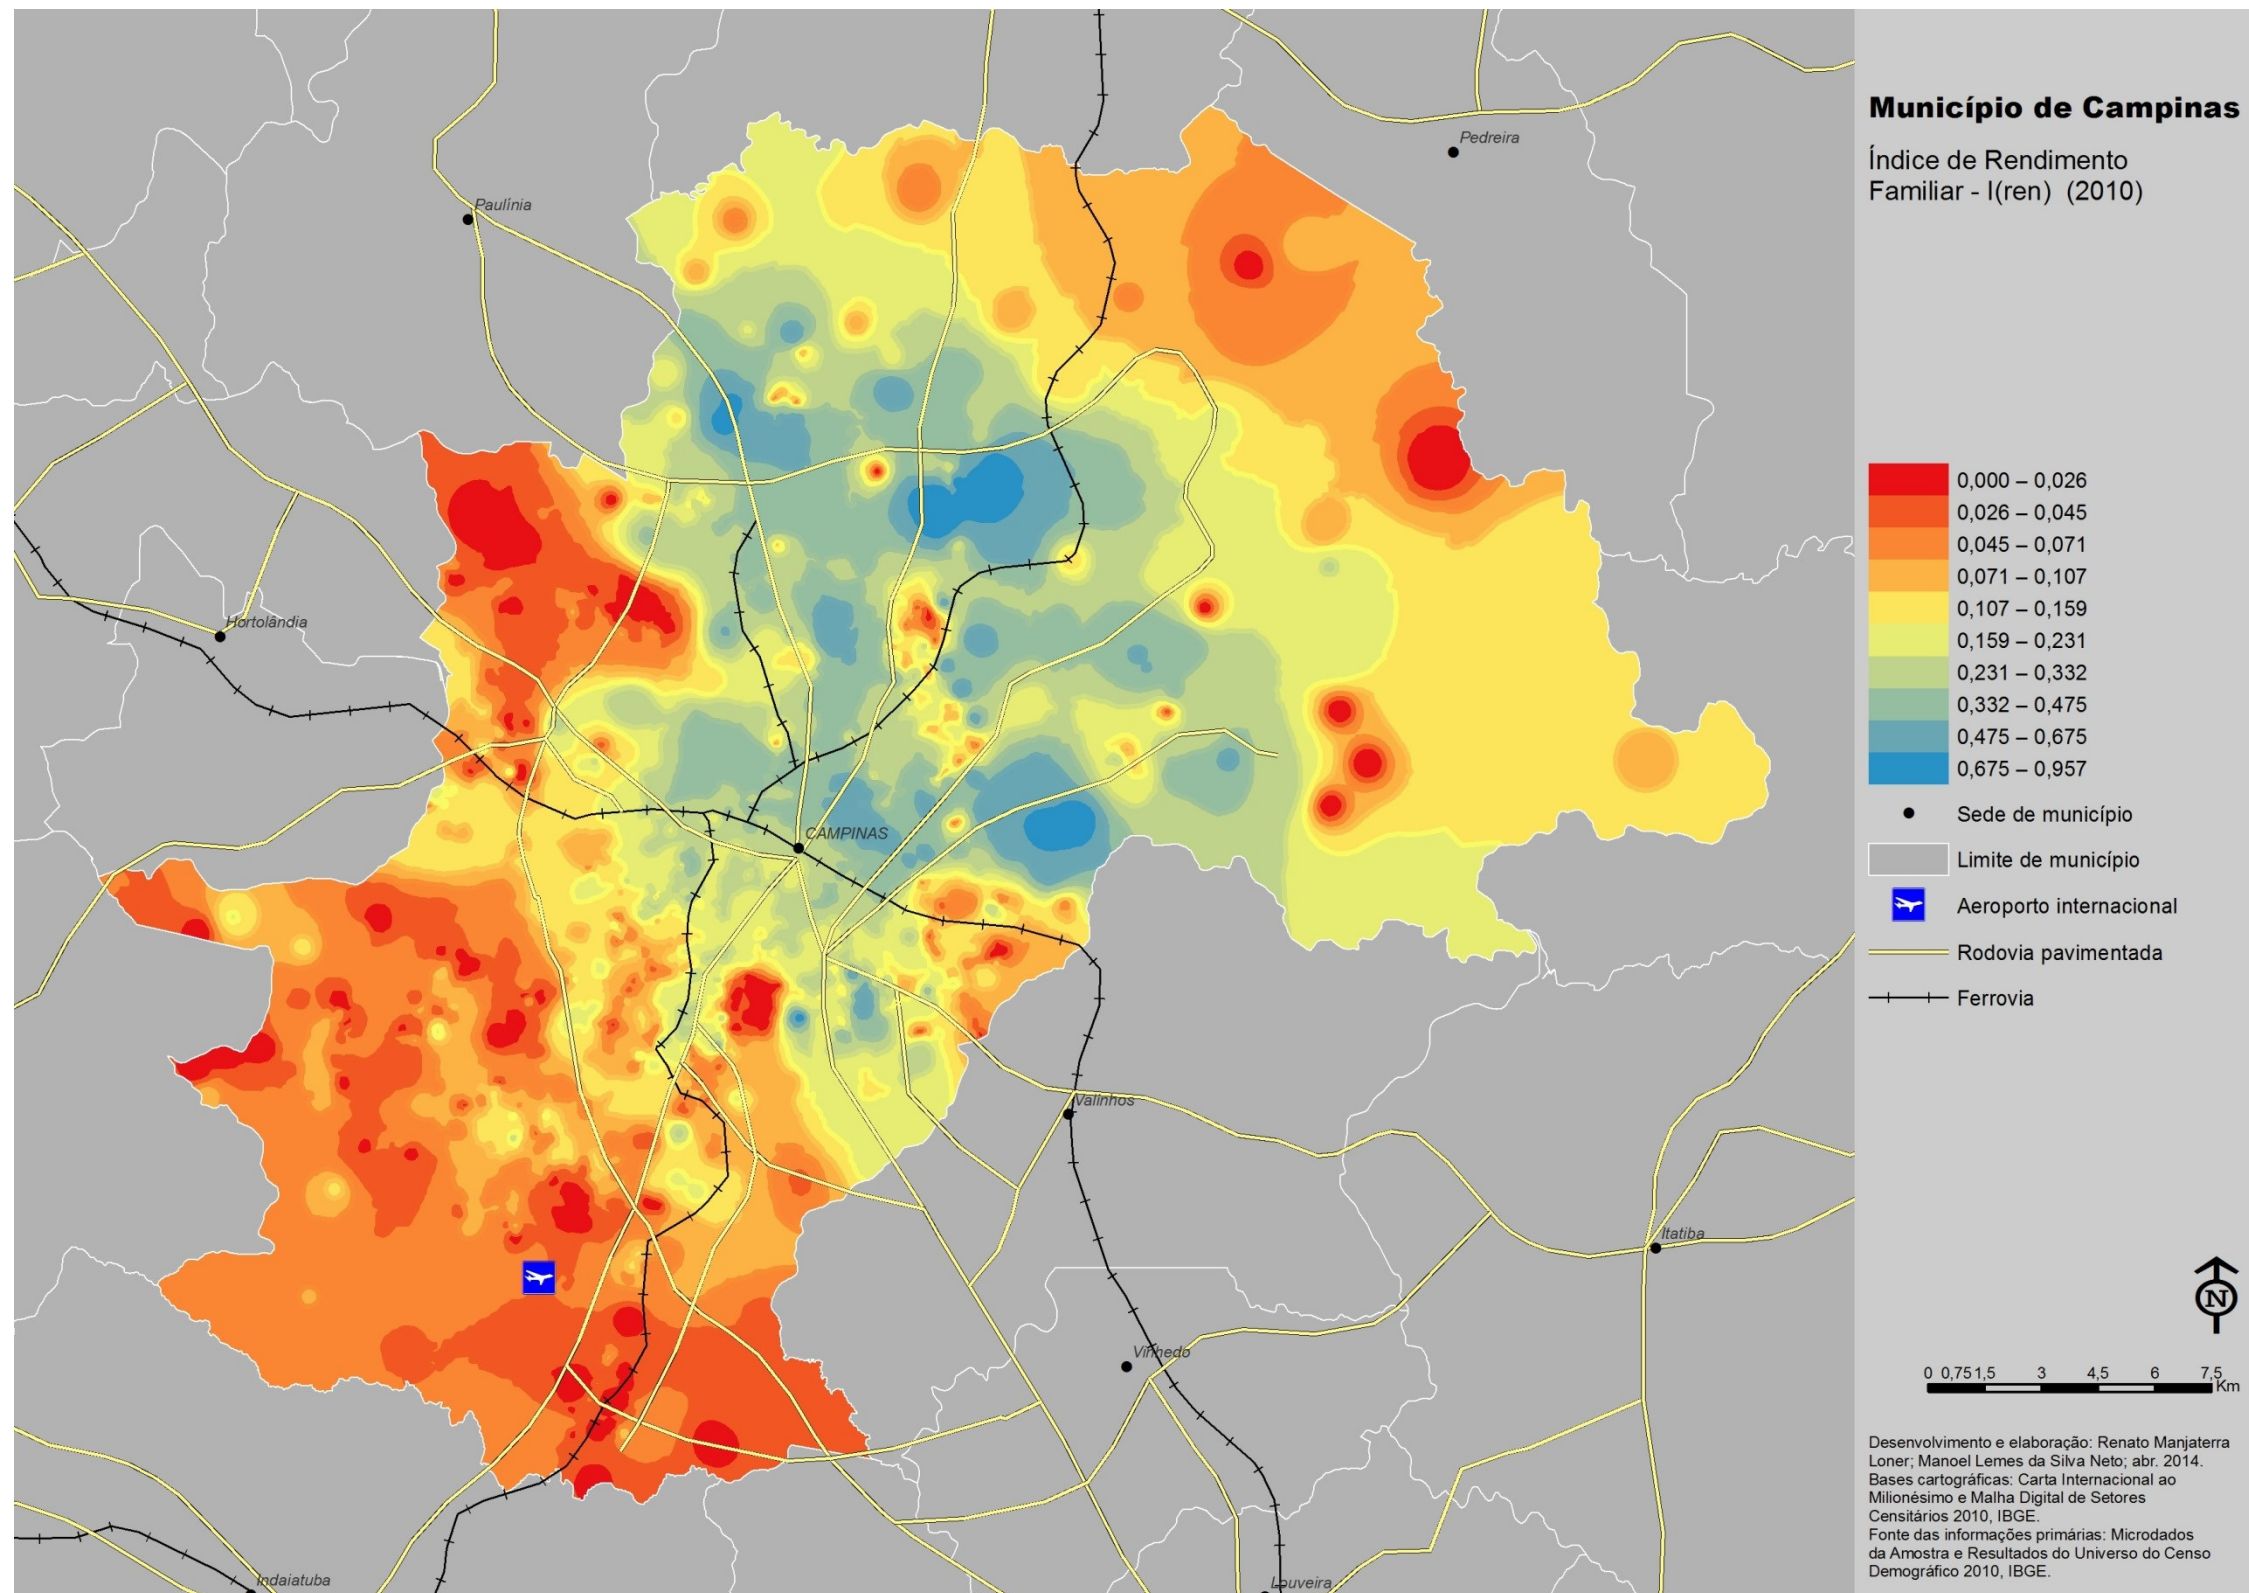 Município de Campinas
Índice de Rendimento
Familiar - I(ren) (2010)
Pedreira
Paulínia
Hortolândia
CAMPINAS
Valinhos
Itatiba
Vinhedo
Indaiatuba
Louveira
0,000 – 0,026
0,026 – 0,045
0,045 – 0,071
0,071 – 0,107
0,107 – 0,159
0,159 – 0,231
0,231 – 0,332
0,332 – 0,475
0,475 – 0,675
0,675 – 0,957
Sede de município
Limite de município
Aeroporto internacional
Rodovia pavimentada
Ferrovia
N
0 0,75 1,5 3 4,5 6 7,5
Km
Desenvolvimento e elaboração: Renato Manjaterra
Loner; Manoel Lemes da Silva Neto; abr. 2014.
Bases cartográficas: Carta Internacional ao
Milionésimo e Malha Digital de Setores
Censitários 2010, IBGE.
Fonte das informações primárias: Microdados
da Amostra e Resultados do Universo do Censo
Demográfico 2010, IBGE.